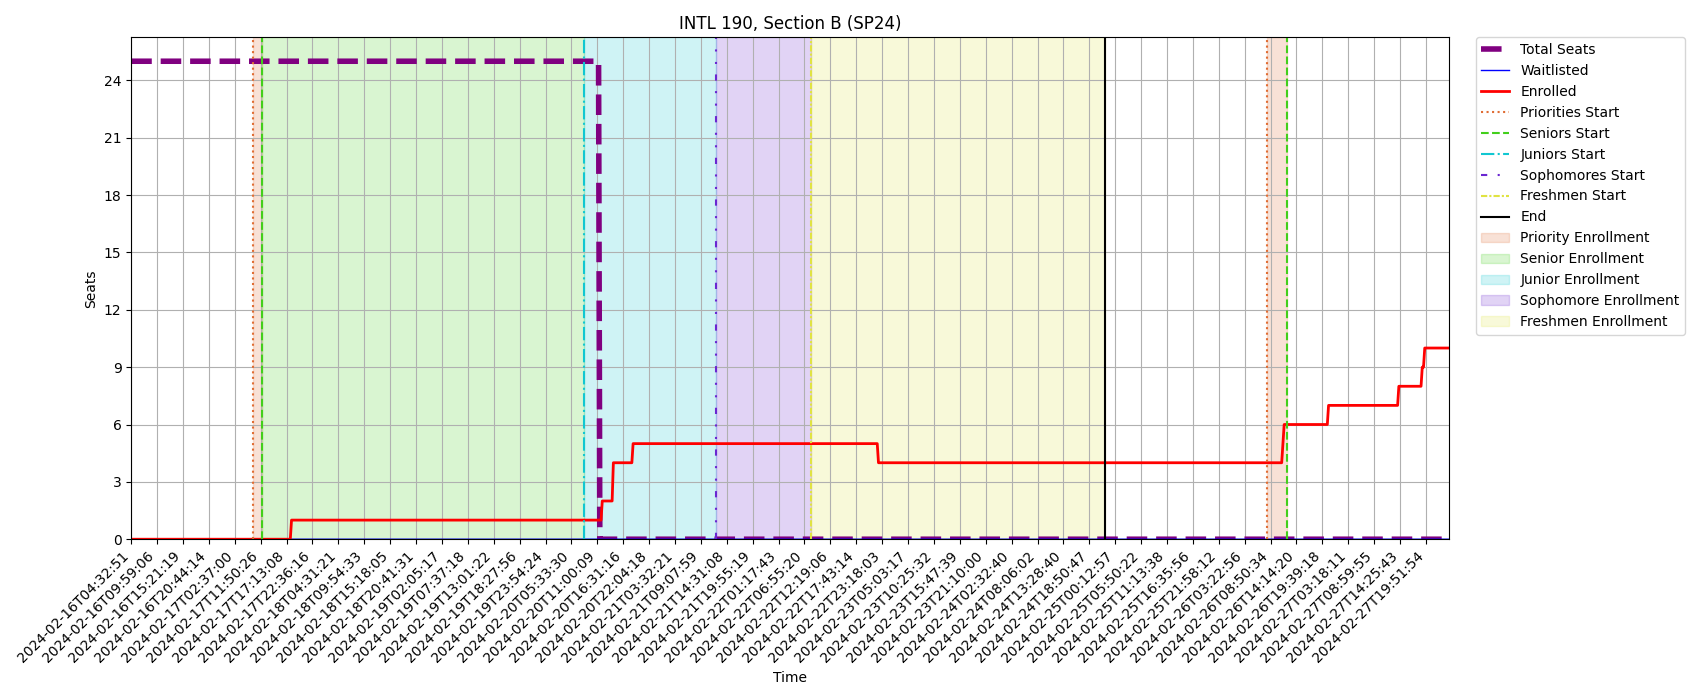 INTL 190, Section B (SP24)
Total Seats
Waitlisted
Enrolled
Priorities Start
Seniors Start
Juniors Start
Sophomores Start
Freshmen Start
End
Priority Enrollment
Senior Enrollment
Junior Enrollment
Sophomore Enrollment
Freshmen Enrollment
Seats
24
21
18
15
12
9
6
3
0
2024-02-16T04:32:51
2024-02-16T09:59:06
2024-02-16T15:21:19
2024-02-16T20:44:14
2024-02-17T02:37:00
2024-02-17T11:50:26
2024-02-17T17:13:08
2024-02-17T22:36:16
2024-02-18T04:31:21
2024-02-18T09:54:33
2024-02-18T15:18:05
2024-02-18T20:41:31
2024-02-19T02:05:17
2024-02-19T07:37:18
2024-02-19T13:01:22
2024-02-19T18:27:56
2024-02-19T23:54:24
2024-02-20T05:33:30
2024-02-20T11:00:09
2024-02-20T16:31:16
2024-02-20T22:04:18
2024-02-21T03:32:21
2024-02-21T09:07:59
2024-02-21T14:31:08
2024-02-21T19:55:19
2024-02-22T01:17:43
2024-02-22T06:55:20
2024-02-22T12:19:06
2024-02-22T17:43:14
2024-02-22T23:18:03
2024-02-23T05:03:17
2024-02-23T10:25:32
2024-02-23T15:47:39
2024-02-23T21:10:00
2024-02-24T02:32:40
2024-02-24T08:06:02
2024-02-24T13:28:40
2024-02-24T18:50:47
2024-02-25T00:12:57
2024-02-25T05:50:22
2024-02-25T11:13:38
2024-02-25T16:35:56
2024-02-25T21:58:12
2024-02-26T03:22:56
2024-02-26T08:50:34
2024-02-26T14:14:20
2024-02-26T19:39:18
2024-02-27T03:18:11
2024-02-27T08:59:55
2024-02-27T14:25:43
2024-02-27T19:51:54
Time